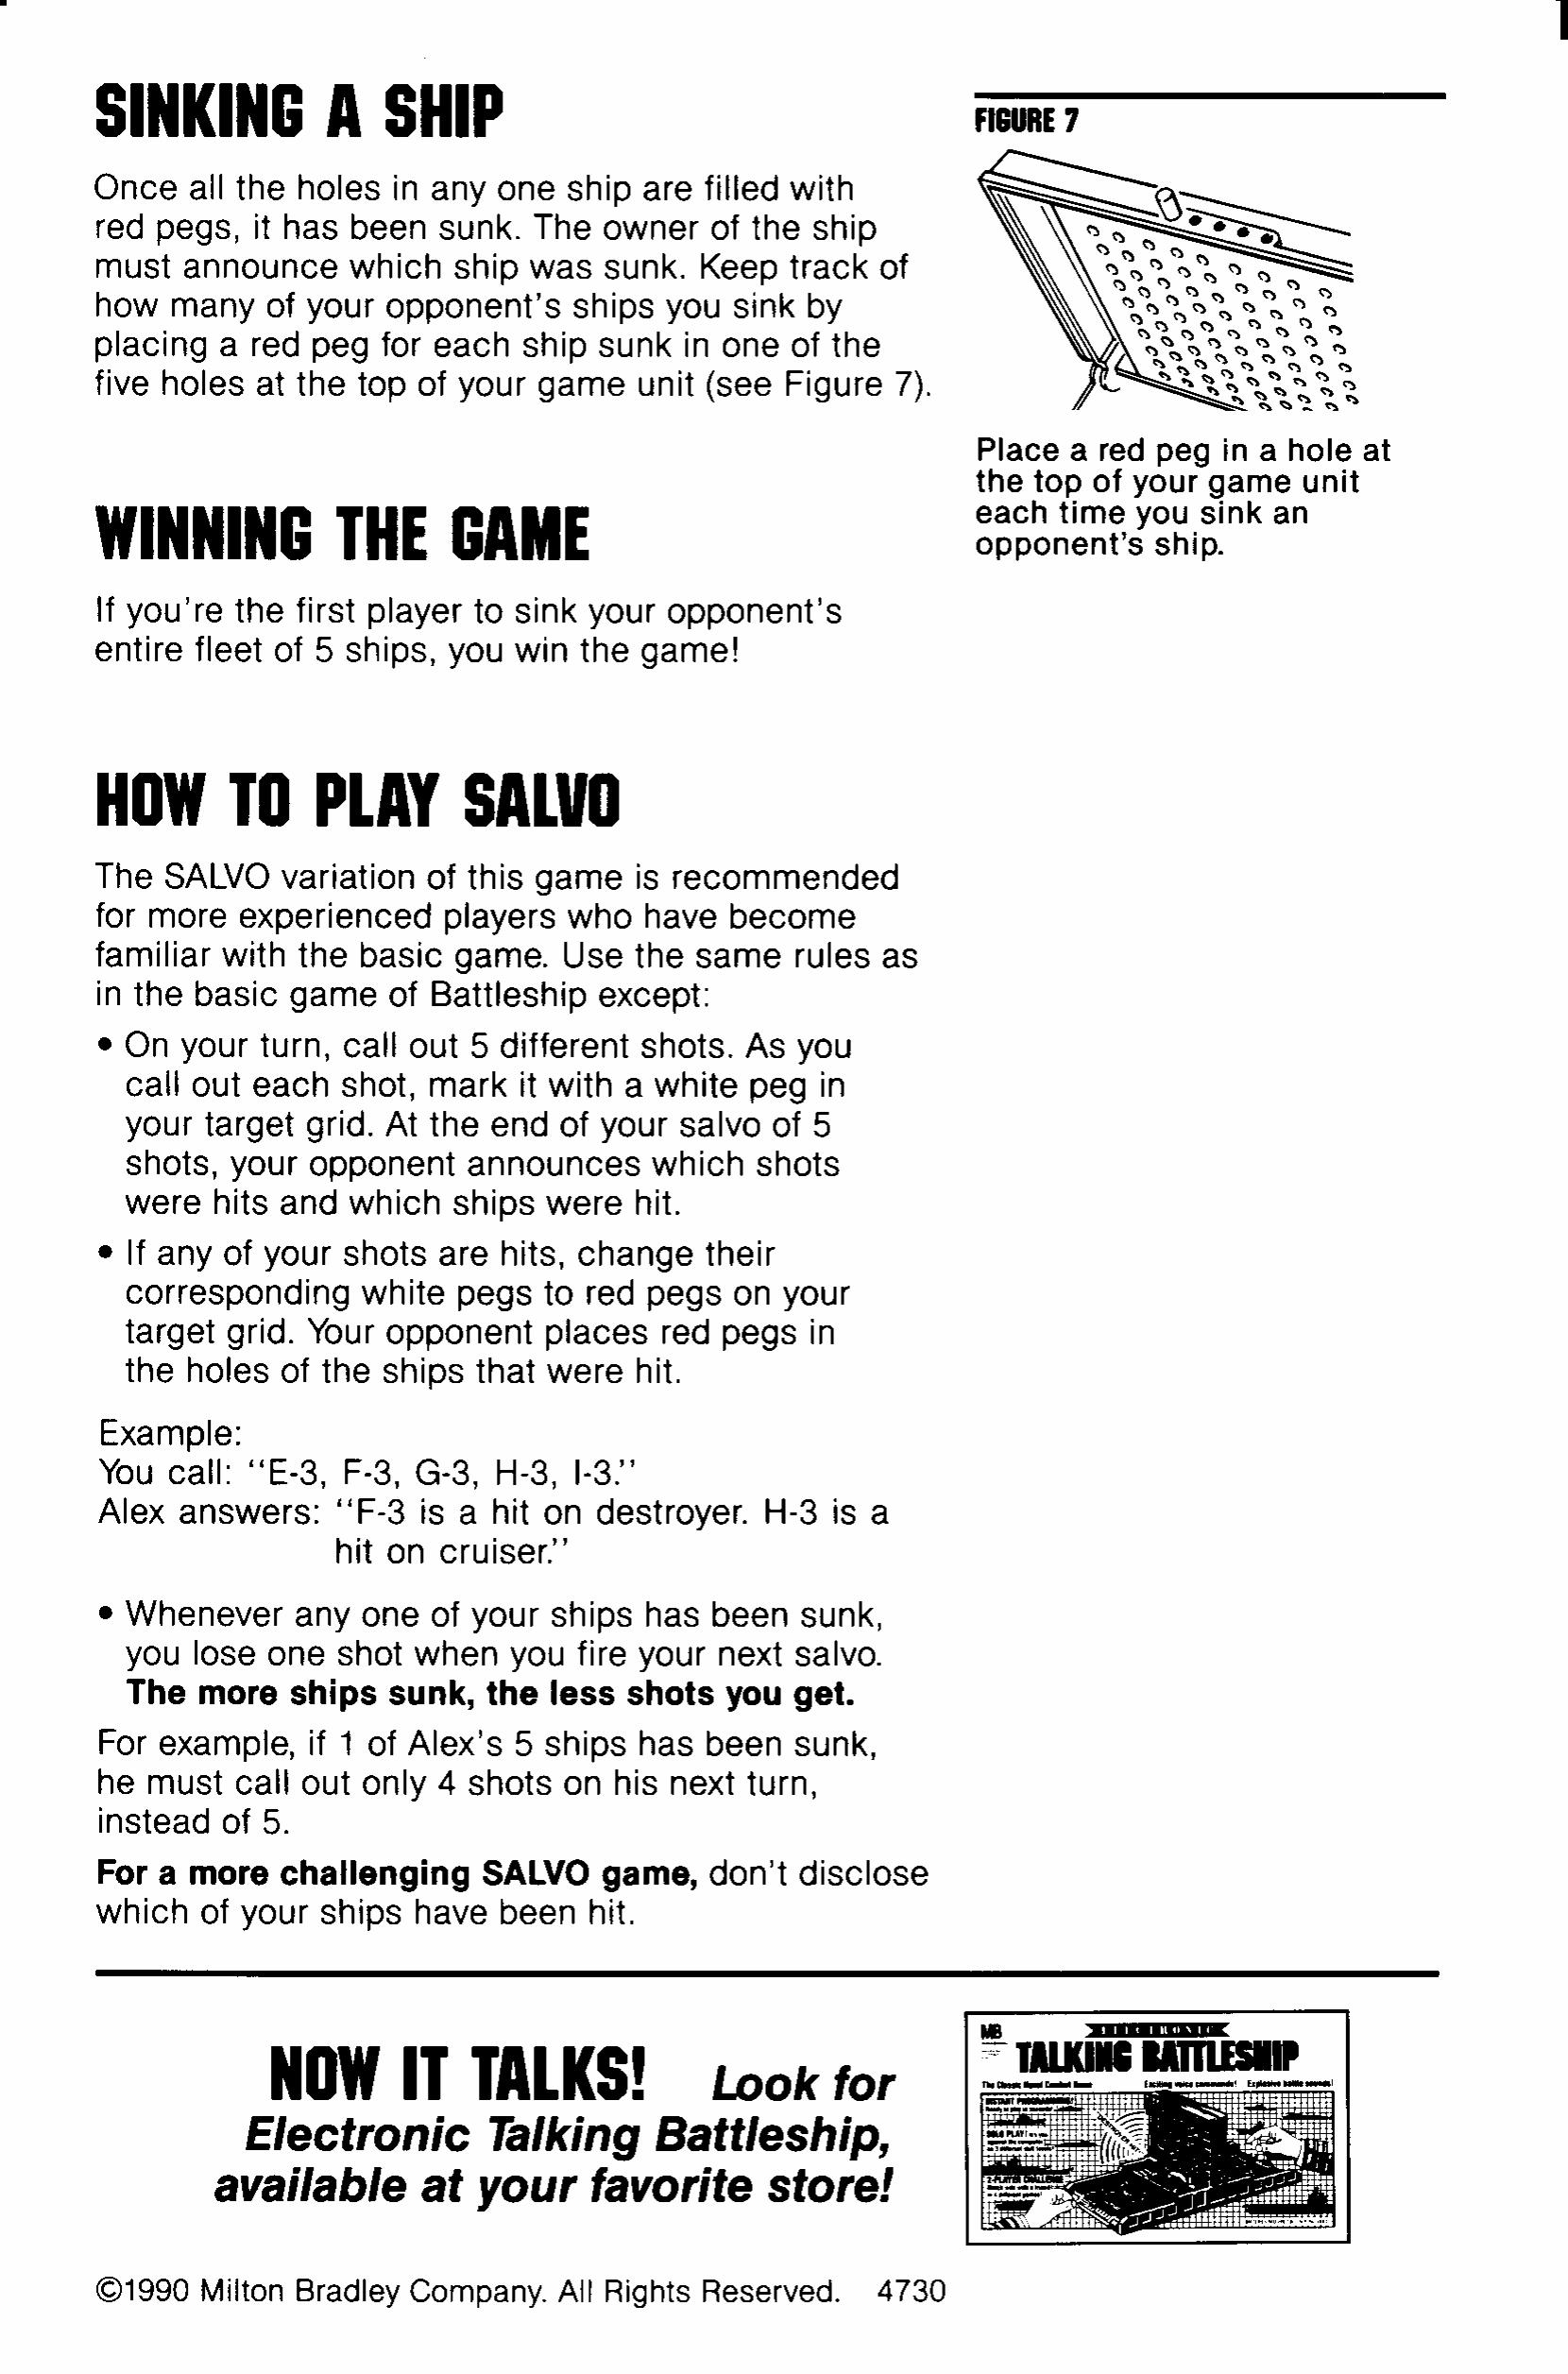 SINKING A SHIP
Once all the holes in any one ship are filled with
red pegs, it has been sunk. The owner of the ship
must announce which ship was sunk. Keep track of
how many of your opponent's ships you sink by
placing a red peg for each ship sunk in one of the
five holes at the top of your game unit (see Figure 7).
FIGURE 7
Place a red peg in a hole at
the top of your game unit
each time you sink an
opponent's ship.
WINNING THE GAME
If you're the first player to sink your opponent's
entire fleet of 5 ships, you win the game!
HOW TO PLAY SALVO
The SALVO variation of this game is recommended
for more experienced players who have become
familiar with the basic game. Use the same rules as
in the basic game of Battleship except:
• On your turn, call out 5 different shots. As you
call out each shot, mark it with a white peg in
your target grid. At the end of your salvo of 5
shots, your opponent announces which shots
were hits and which ships were hit.
• If any of your shots are hits, change their
corresponding white pegs to red pegs on your
target grid. Your opponent places red pegs in
the holes of the ships that were hit.
Example:
You call: "E-3, F-3, G-3, H-3, I-3."
Alex answers: "F-3 is a hit on destroyer. H-3 is a
hit on cruiser."
• Whenever any one of your ships has been sunk,
you lose one shot when you fire your next salvo.
The more ships sunk, the less shots you get.
For example, if 1 of Alex's 5 ships has been sunk,
he must call out only 4 shots on his next turn,
instead of 5.
For a more challenging SALVO game, don't disclose
which of your ships have been hit.
NOW IT TALKS! Look for
Electronic Talking Battleship,
available at your favorite store!
MB
ELECTRONIC
TALKING BATTLESHIP
The Classic Naval Combat Game
Exciting voice commands! Explosive battle sounds!
©1990 Milton Bradley Company. All Rights Reserved. 4730